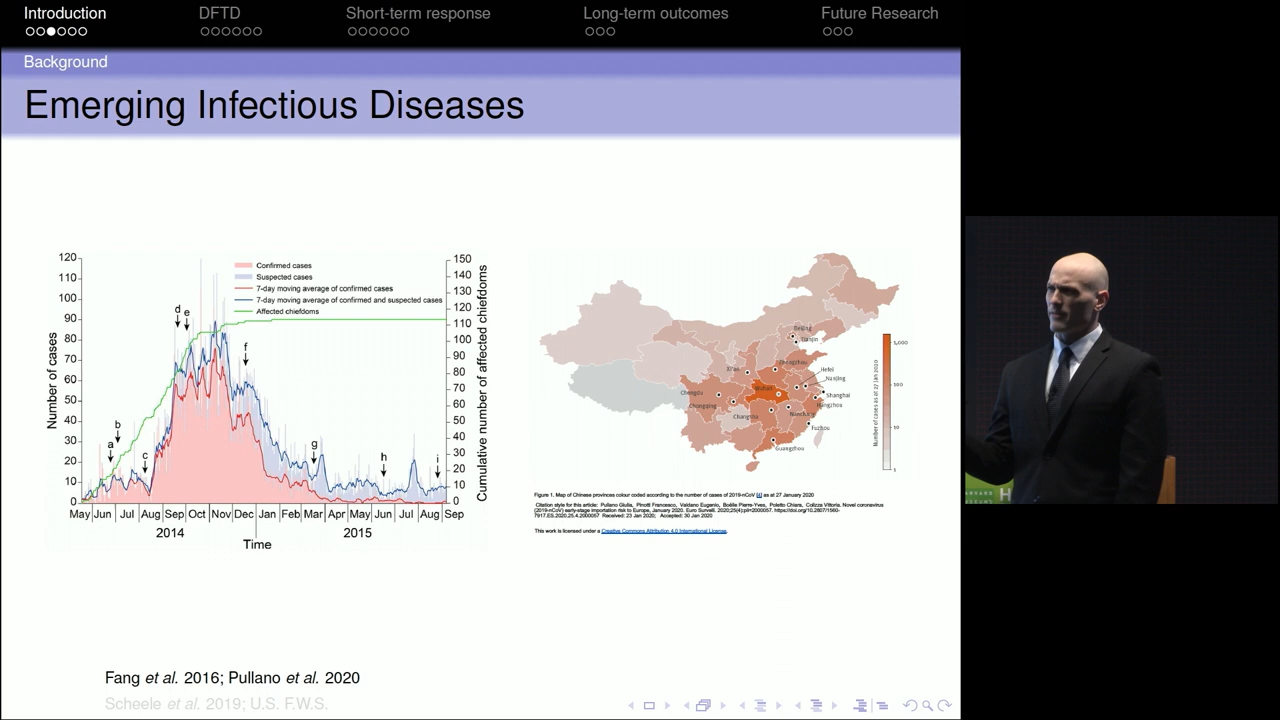 Introduction
DFTD
Short-term response
Long-term outcomes
Future Research
Background
Emerging Infectious Diseases
Number of cases
120
110
100
90
80
70
60
50
40
30
20
10
0
Confirmed cases
Suspected cases
7-day moving average of confirmed cases
7-day moving average of confirmed and suspected cases
Affected chiefdoms
a
b
c
d
e
f
g
h
i
150
140
130
120
110
100
90
80
70
60
50
40
30
20
10
0
Cumulative number of affected chiefdoms
May Jun Jul Aug Sep Oct Nov Dec Jan Feb Mar Apr May Jun Jul Aug Sep
2014 2015
Time
Beijing
Tianjin
Zhengzhou
Xi'an
Hefei
Nanjing
Wuhan
Shanghai
Chengdu
Hangzhou
Chongqing
Changsha
Nanchang
Fuzhou
Guangzhou
Number of cases as at 27 Jan 2020
1,000
100
10
1
Figure 1. Map of Chinese provinces colour coded according to the number of cases of 2019-nCoV [4] as at 27 January 2020
Citation style for this article: Pullano Giulia, Pinotti Francesco, Valdano Eugenio, Boëlle Pierre-Yves, Poletto Chiara, Colizza Vittoria. Novel coronavirus
(2019-nCoV) early-stage importation risk to Europe, January 2020. Euro Surveill. 2020;25(4):pii=2000057. https://doi.org/10.2807/1560-
7917.ES.2020.25.4.2000057 Received: 23 Jan 2020; Accepted: 30 Jan 2020
This work is licensed under a Creative Commons Attribution 4.0 International License.
Fang et al. 2016; Pullano et al. 2020
Scheele et al. 2019; U.S. F.W.S.